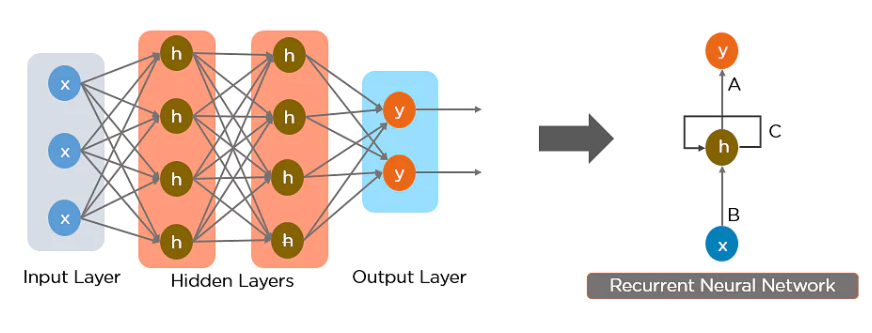 x
x
x
h
h
h
h
h
h
h
h
y
y
Input Layer
Hidden Layers
Output Layer
y
A
h
C
B
x
Recurrent Neural Network